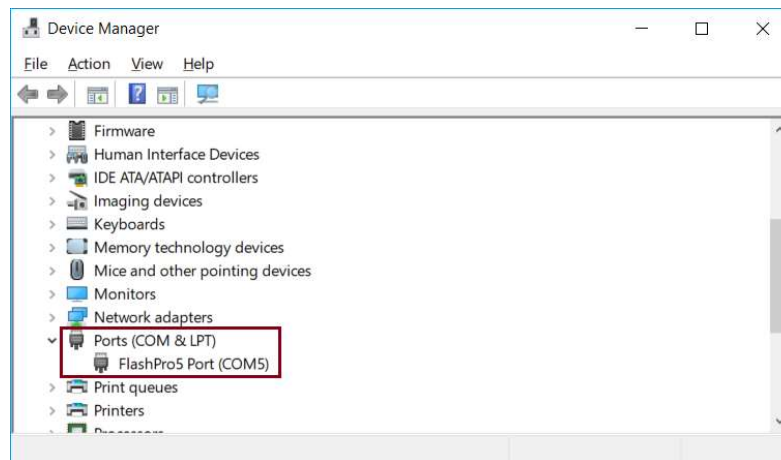 Device Manager
File Action View Help
Firmware
Human Interface Devices
IDE ATA/ATAPI controllers
Imaging devices
Keyboards
Memory technology devices
Mice and other pointing devices
Monitors
Network adapters
Ports (COM & LPT)
FlashPro5 Port (COM5)
Print queues
Printers